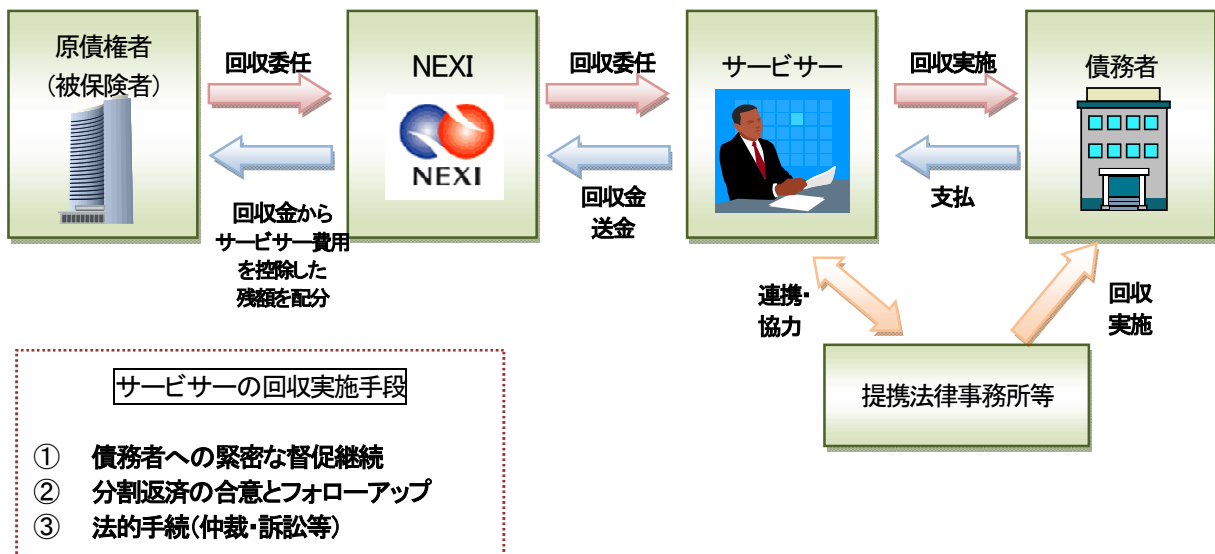 原債権者
(被保険者)
回収委任
回収金から
サービサー費用
を控除した
残額を配分
NEXI
NEXI
回収委任
回収金
送金
サービサー
回収実施
支払
債務者
連携・
協力
回収
実施
提携法律事務所等
サービサーの回収実施手段
① 債務者への緊密な督促継続
② 分割返済の合意とフォローアップ
③ 法的手続(仲裁・訴訟等)